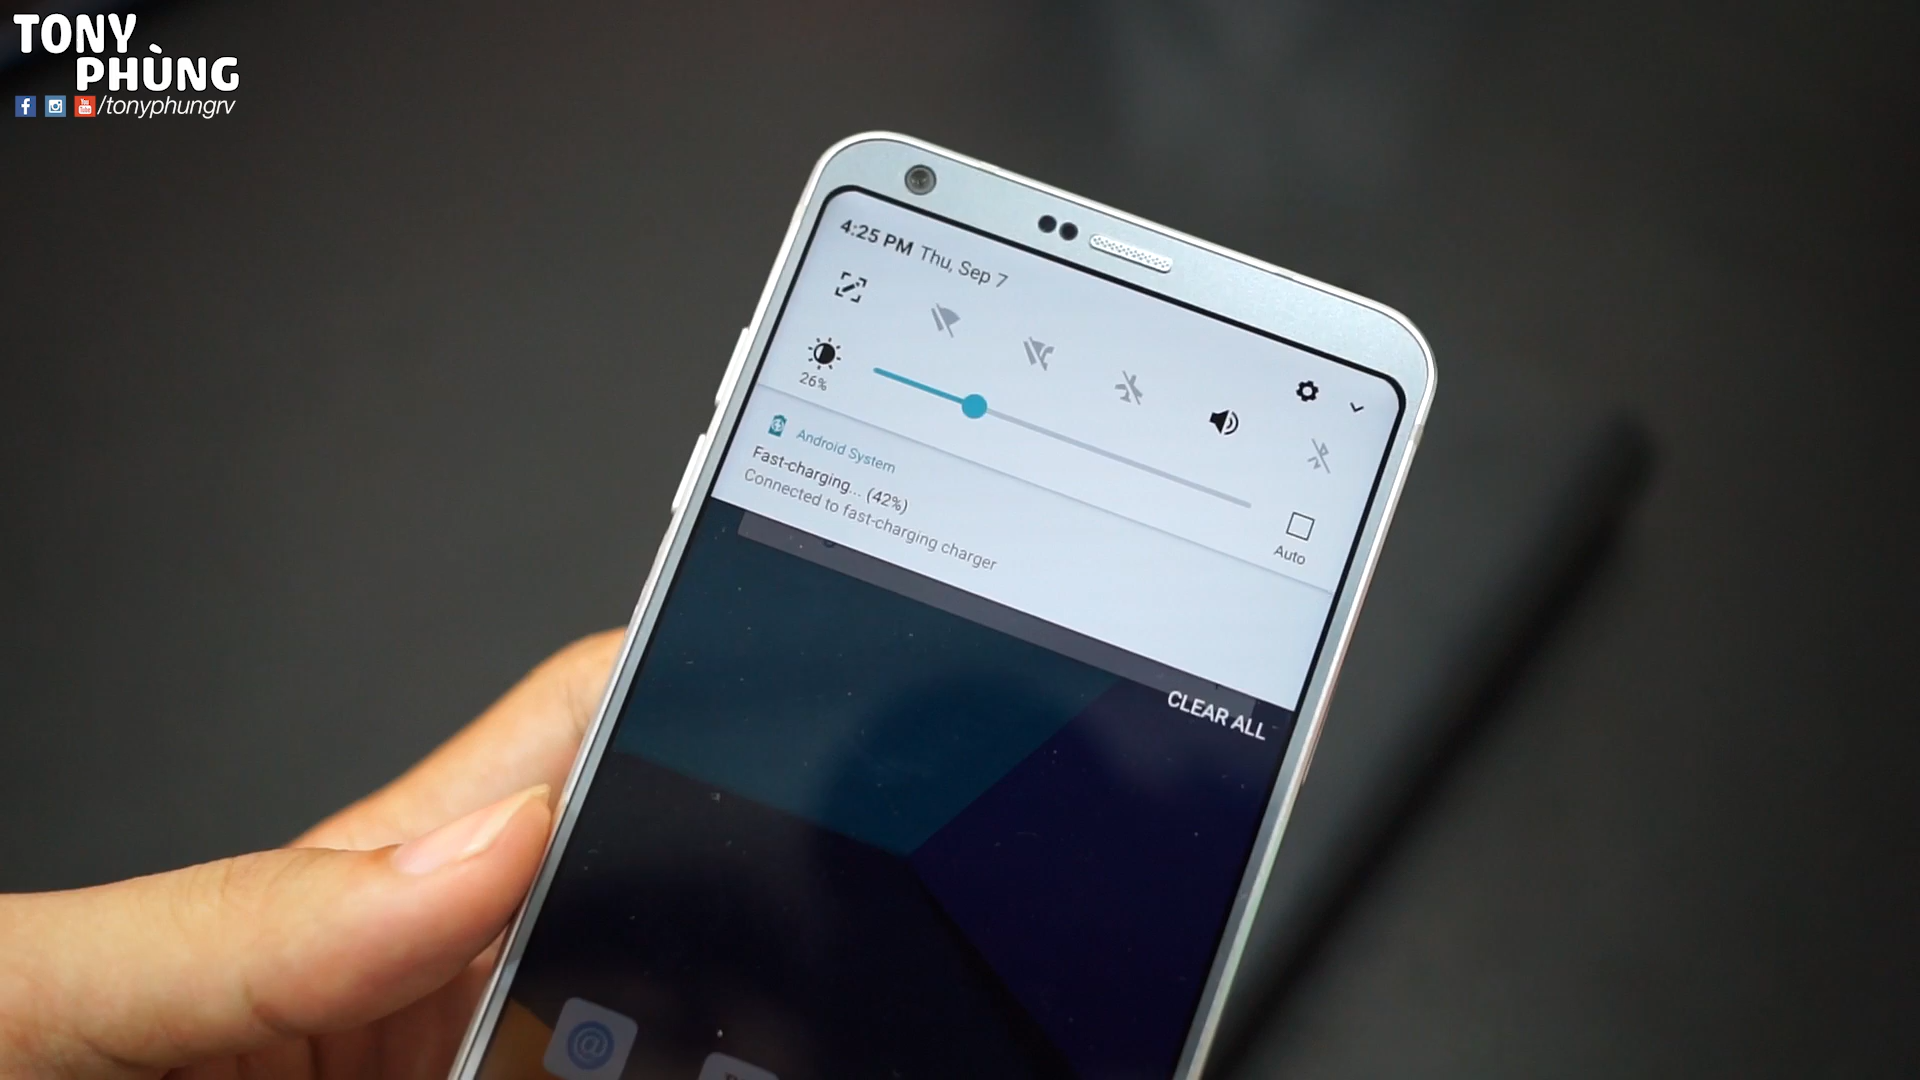 TONY
PHÙNG
/tonyphungrv
4:25 PM Thu, Sep 7
26%
Auto
Android System
Fast-charging... (42%)
Connected to fast-charging charger
CLEAR ALL
@